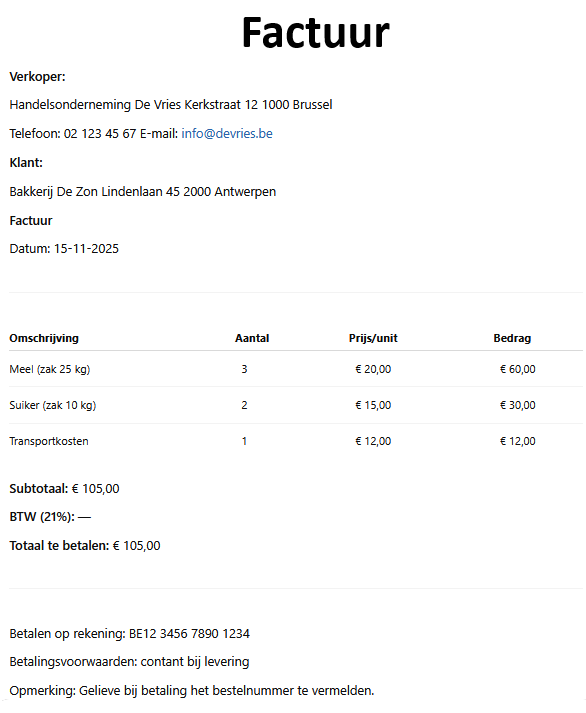 Factuur
Verkoper:
Handelsonderneming De Vries Kerkstraat 12 1000 Brussel
Telefoon: 02 123 45 67 E-mail: info@devries.be
Klant:
Bakkerij De Zon Lindenlaan 45 2000 Antwerpen
Factuur
Datum: 15-11-2025
Omschrijving Aantal Prijs/unit Bedrag
Meel (zak 25 kg) 3 € 20,00 € 60,00
Suiker (zak 10 kg) 2 € 15,00 € 30,00
Transportkosten 1 € 12,00 € 12,00
Subtotaal: € 105,00
BTW (21%): —
Totaal te betalen: € 105,00
Betalen op rekening: BE12 3456 7890 1234
Betalingsvoorwaarden: contant bij levering
Opmerking: Gelieve bij betaling het bestelnummer te vermelden.